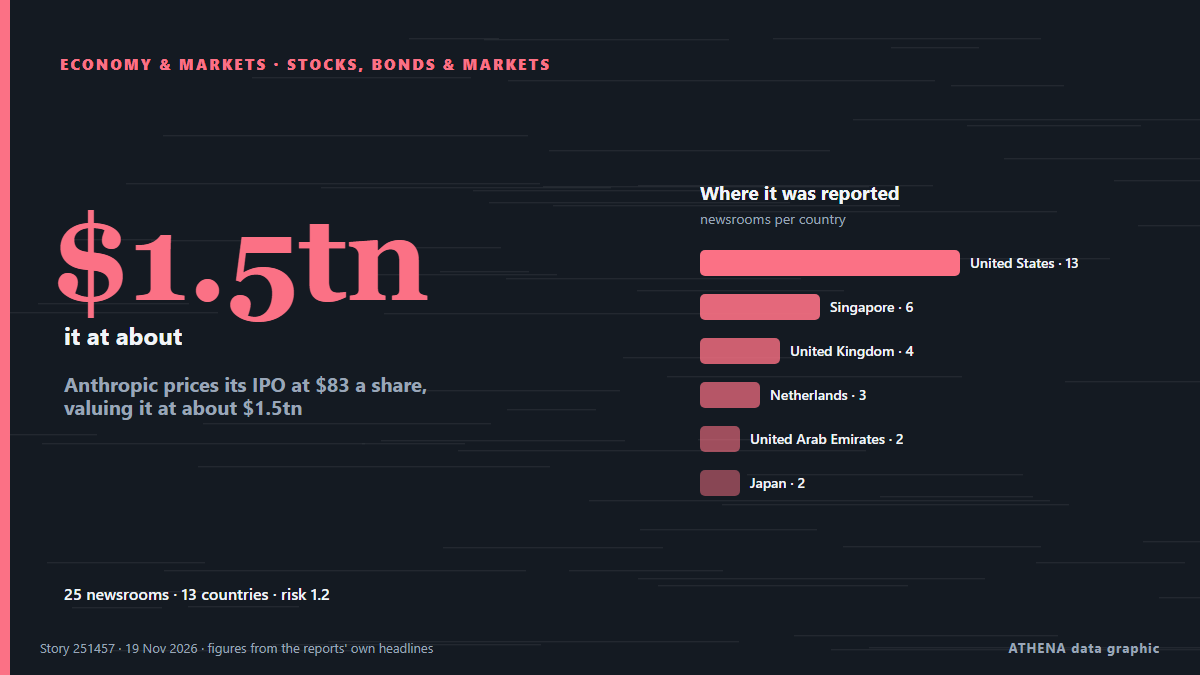 ECONOMY & MARKETS · STOCKS, BONDS & MARKETS
$1.5tn
it at about
Anthropic prices its IPO at $83 a share,
valuing it at about $1.5tn
Where it was reported
newsrooms per country
United States · 13
Singapore · 6
United Kingdom · 4
Netherlands · 3
United Arab Emirates · 2
Japan · 2
25 newsrooms · 13 countries · risk 1.2
Story 251457 · 19 Nov 2026 · figures from the reports' own headlines
ATHENA data graphic